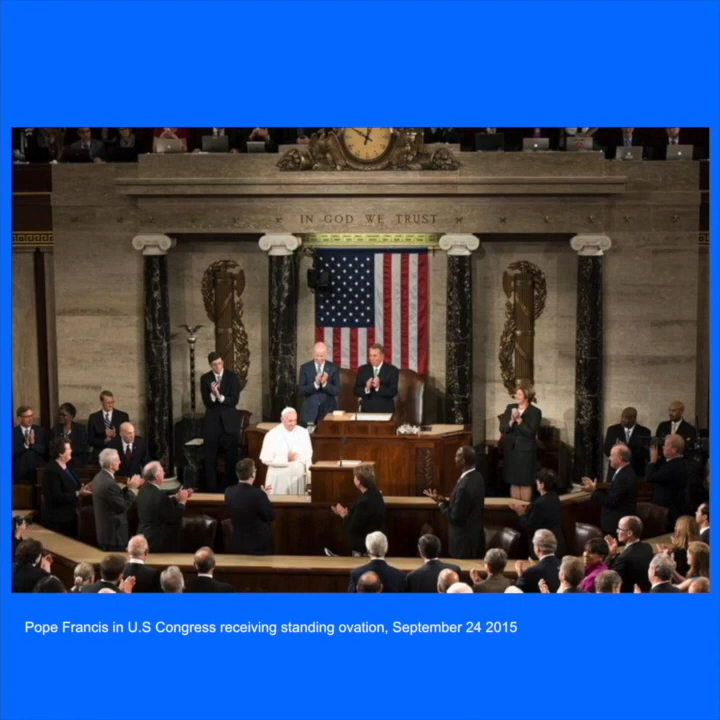 IN GOD WE TRUST
Pope Francis in U.S Congress receiving standing ovation, September 24 2015